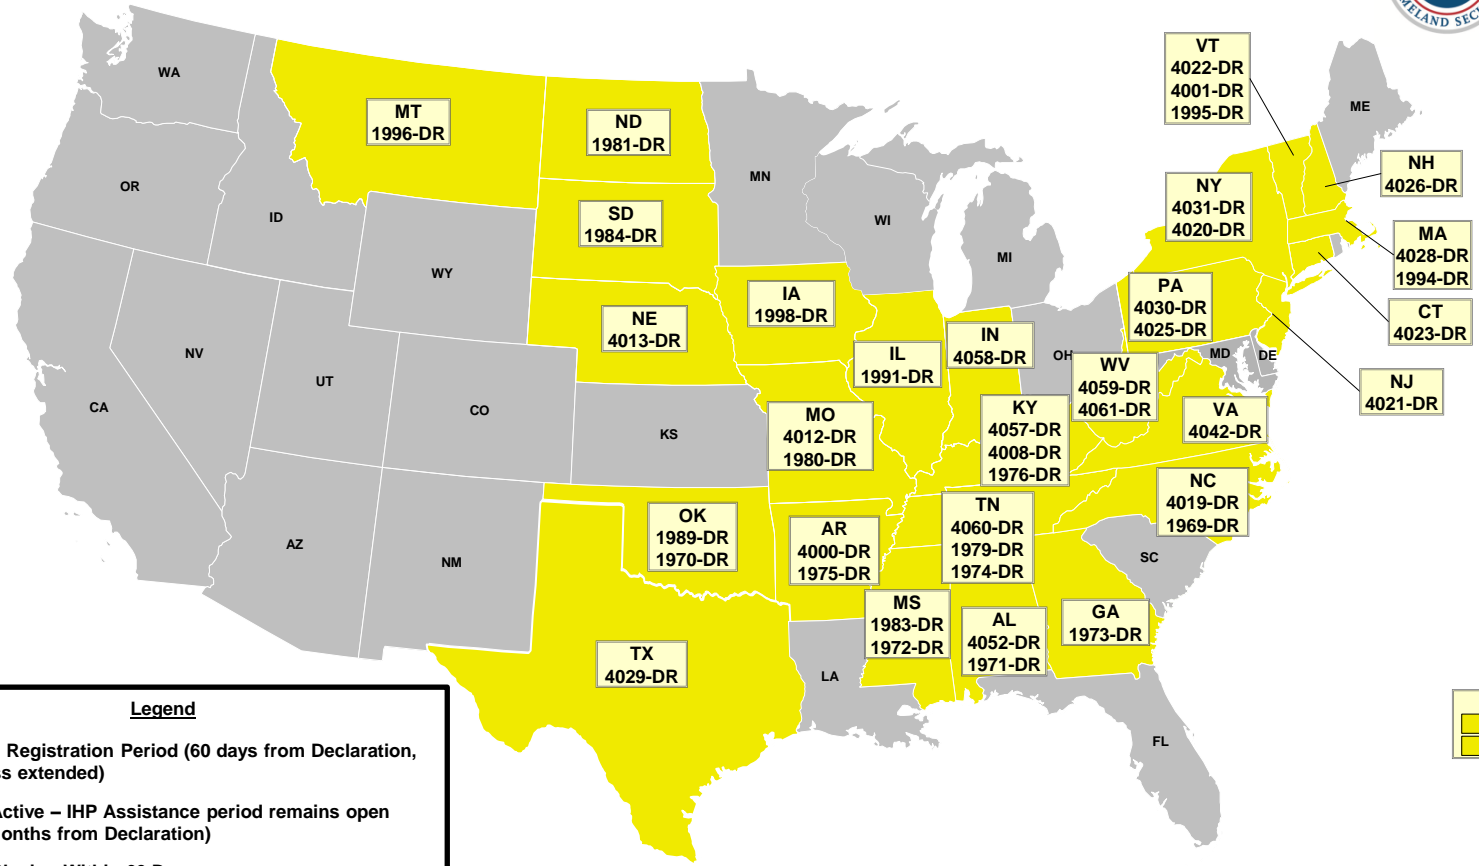 MELAND SEC
WA
OR
CA
NV
ID
UT
AZ
MT
1996-DR
WY
CO
NM
ND
1981-DR
SD
1984-DR
NE
4013-DR
KS
OK
1989-DR
1970-DR
TX
4029-DR
MN
IA
1998-DR
MO
4012-DR
1980-DR
AR
4000-DR
1975-DR
LA
WI
IL
1991-DR
MI
IN
4058-DR
OH
KY
4057-DR
4008-DR
1976-DR
TN
4060-DR
1979-DR
1974-DR
MS
1983-DR
1972-DR
AL
4052-DR
1971-DR
GA
1973-DR
FL
SC
NC
4019-DR
1969-DR
VA
4042-DR
WV
4059-DR
4061-DR
MD
DE
PA
4030-DR
4025-DR
NY
4031-DR
4020-DR
VT
4022-DR
4001-DR
1995-DR
ME
NH
4026-DR
MA
4028-DR
1994-DR
CT
4023-DR
NJ
4021-DR
Legend
Registration Period (60 days from Declaration,
s extended)
Active – IHP Assistance period remains open
onths from Declaration)